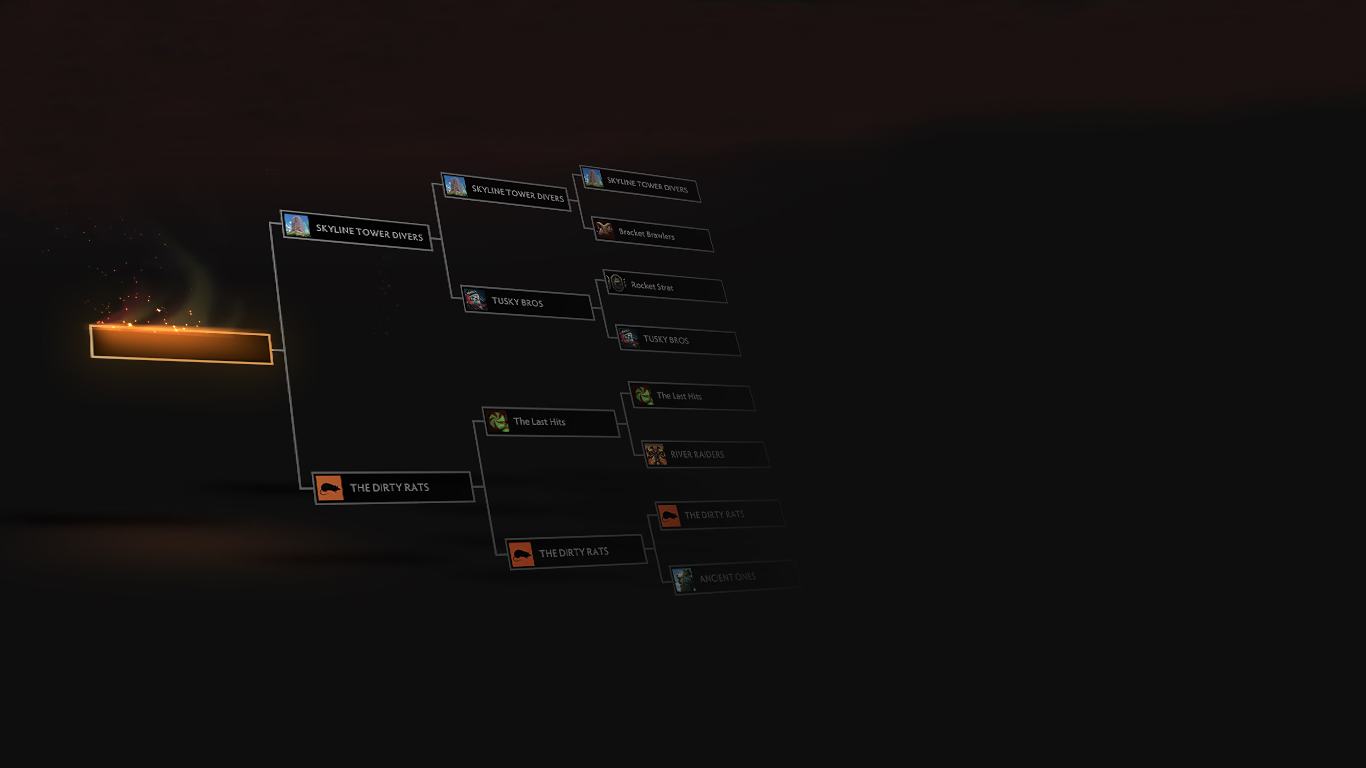 SKYLINE TOWER DIVERS
SKYLINE TOWER DIVERS
SKYLINE TOWER DIVERS
Bracket Brawlers
TUSKY BROS
Rocket Strat
TUSKY BROS
THE DIRTY RATS
The Last Hits
The Last Hits
RIVER RAIDERS
THE DIRTY RATS
THE DIRTY RATS
ANCIENT ONES